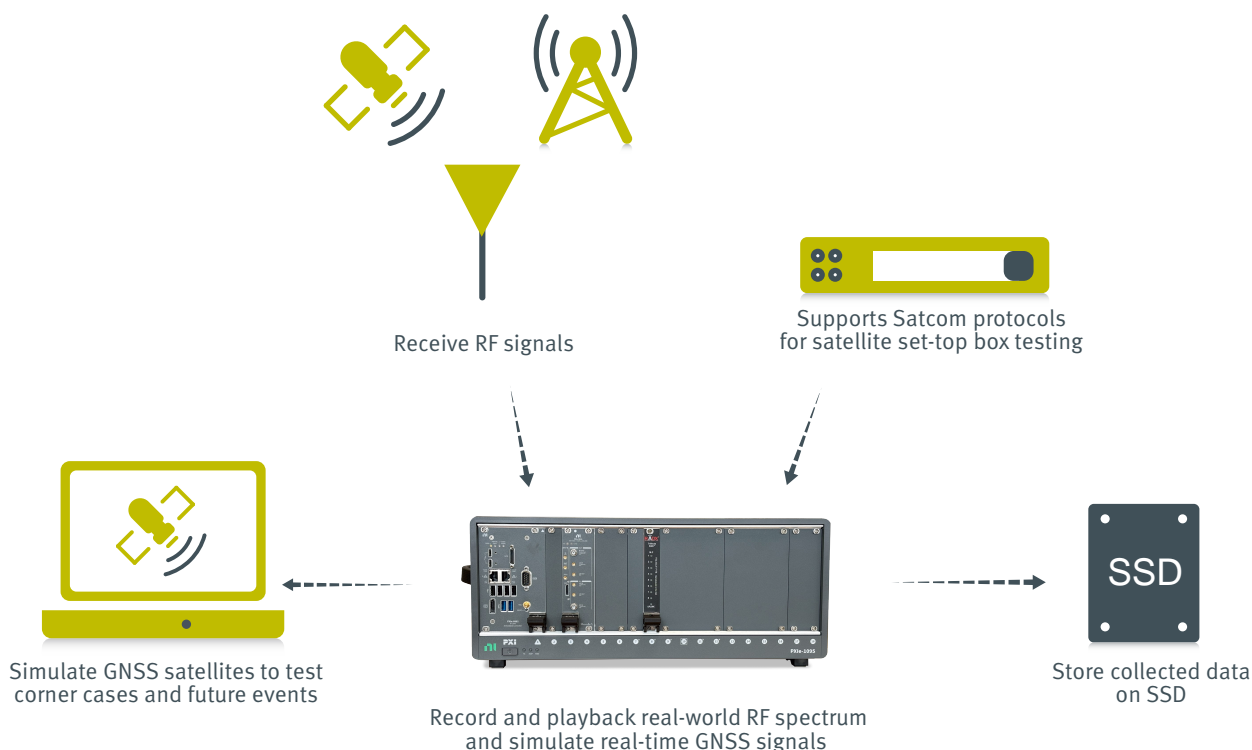 Receive RF signals
Supports Satcom protocols
for satellite set-top box testing
SSD
Simulate GNSS satellites to test
corner cases and future events
PXI
PXIe-1095
Store collected data
on SSD
Record and playback real-world RF spectrum
and simulate real-time GNSS signals